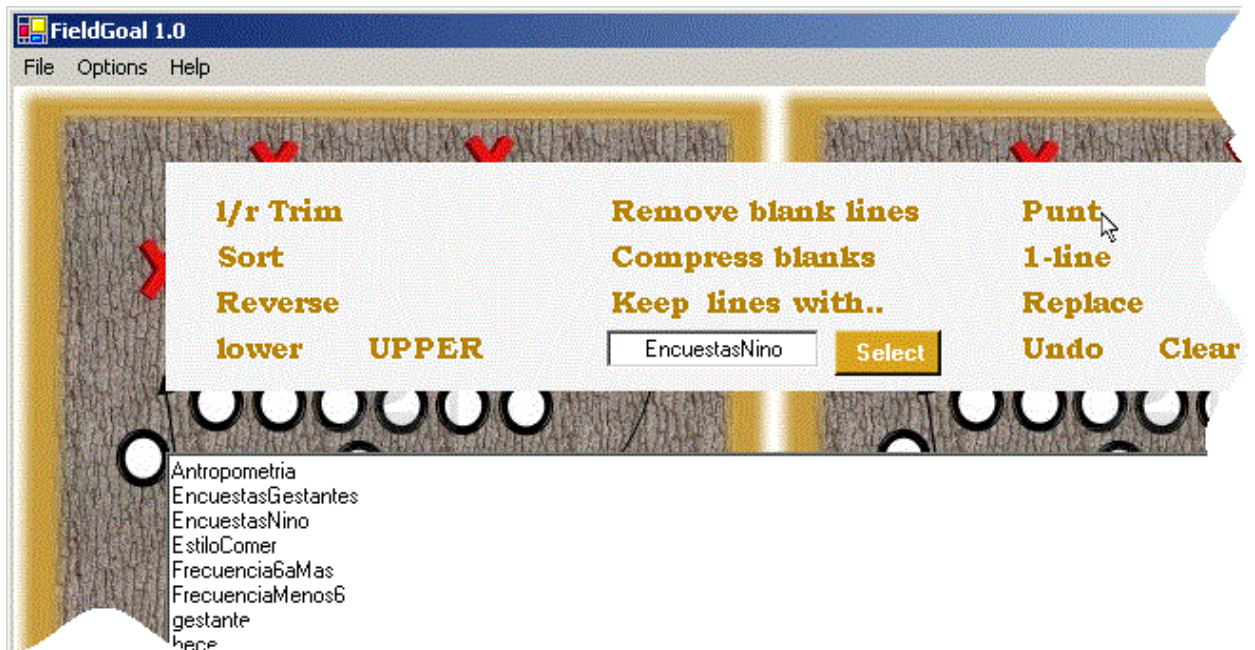 FieldGoal 1.0
File Options Help
l/r Trim Remove blank lines Punt
Sort Compress blanks 1-line
Reverse Keep lines with.. Replace
lower UPPER EncuestasNino Select Undo Clear
Antropometria
EncuestasGestantes
EncuestasNino
EstiloComer
Frecuencia6aMas
FrecuenciaMenos6
gestante